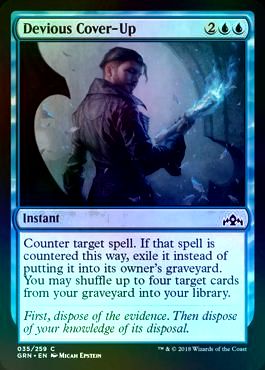 Devious Cover-Up 2
Instant
Counter target spell. If that spell is
countered this way, exile it instead of
putting it into its owner's graveyard.
You may shuffle up to four target cards
from your graveyard into your library.
First, dispose of the evidence. Then dispose
of your knowledge of its disposal.
035/259 C
GRN • EN Micah Epstein
™ & © 2018 Wizards of the Coast